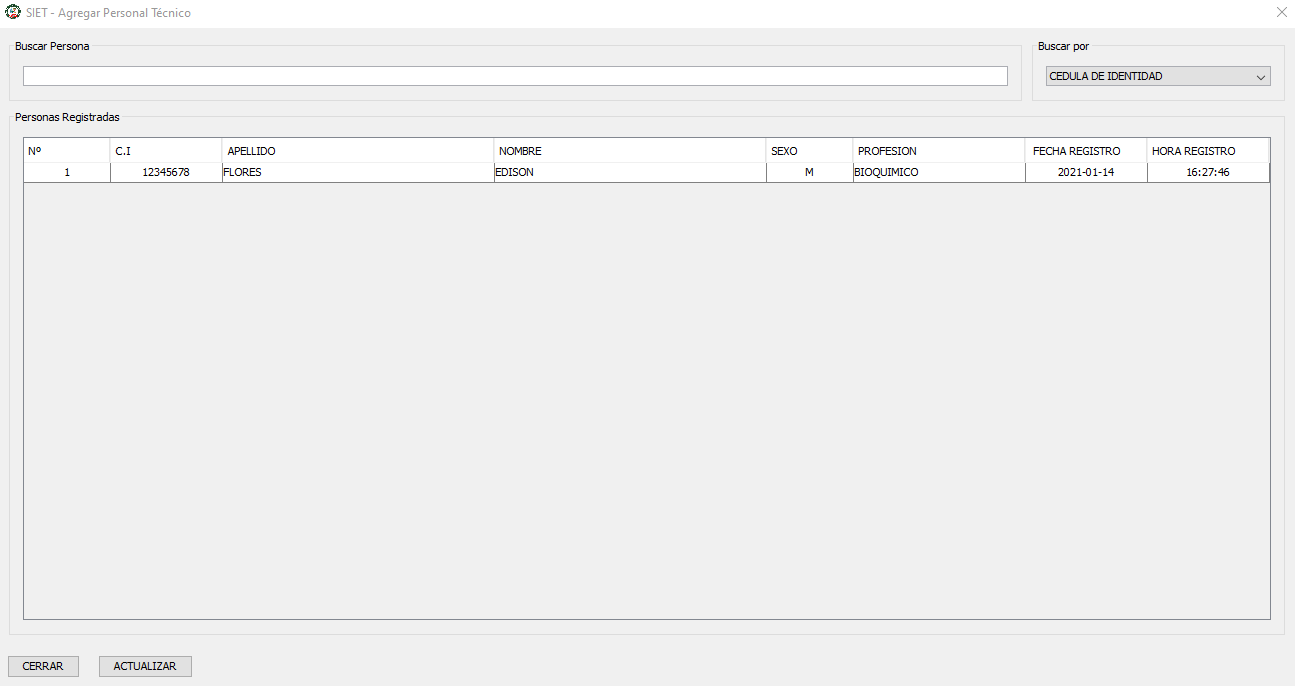 SIET - Agregar Personal Técnico
Buscar Persona
Buscar por
CEDULA DE IDENTIDAD
Personas Registradas
Nº C.I APELLIDO NOMBRE SEXO PROFESION FECHA REGISTRO HORA REGISTRO
1 12345678 FLORES EDISON M BIOQUIMICO 2021-01-14 16:27:46
CERRAR ACTUALIZAR